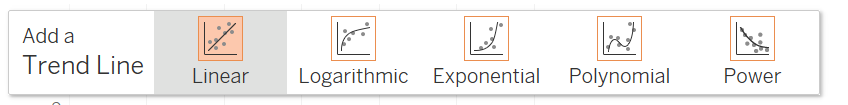 Add a
Trend Line
Linear
Logarithmic
Exponential
Polynomial
Power